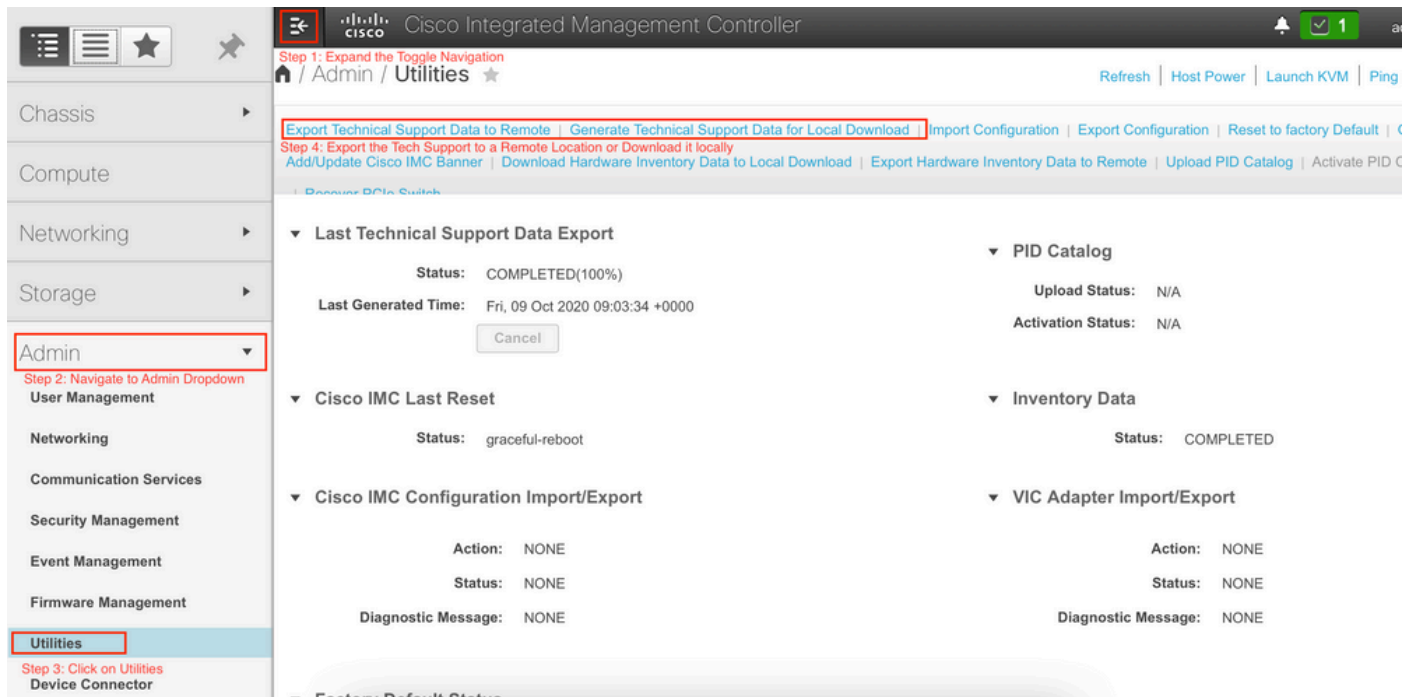 cisco Cisco Integrated Management Controller 1
Step 1: Expand the Toggle Navigation
/ Admin / Utilities
Refresh | Host Power | Launch KVM | Ping
Chassis
Compute
Networking
Storage
Admin
Step 2: Navigate to Admin Dropdown
User Management
Networking
Communication Services
Security Management
Event Management
Firmware Management
Utilities
Step 3: Click on Utilities
Device Connector
Export Technical Support Data to Remote | Generate Technical Support Data for Local Download | Import Configuration | Export Configuration | Reset to factory Default |
Step 4: Export the Tech Support to a Remote Location or Download it locally
Add/Update Cisco IMC Banner | Download Hardware Inventory Data to Local Download | Export Hardware Inventory Data to Remote | Upload PID Catalog | Activate PID
| Recover PCIe Switch
Last Technical Support Data Export
Status: COMPLETED(100%)
Last Generated Time: Fri, 09 Oct 2020 09:03:34 +0000
Cancel
PID Catalog
Upload Status: N/A
Activation Status: N/A
Cisco IMC Last Reset
Status: graceful-reboot
Inventory Data
Status: COMPLETED
Cisco IMC Configuration Import/Export
Action: NONE
Status: NONE
Diagnostic Message: NONE
VIC Adapter Import/Export
Action: NONE
Status: NONE
Diagnostic Message: NONE
Factory Default Status